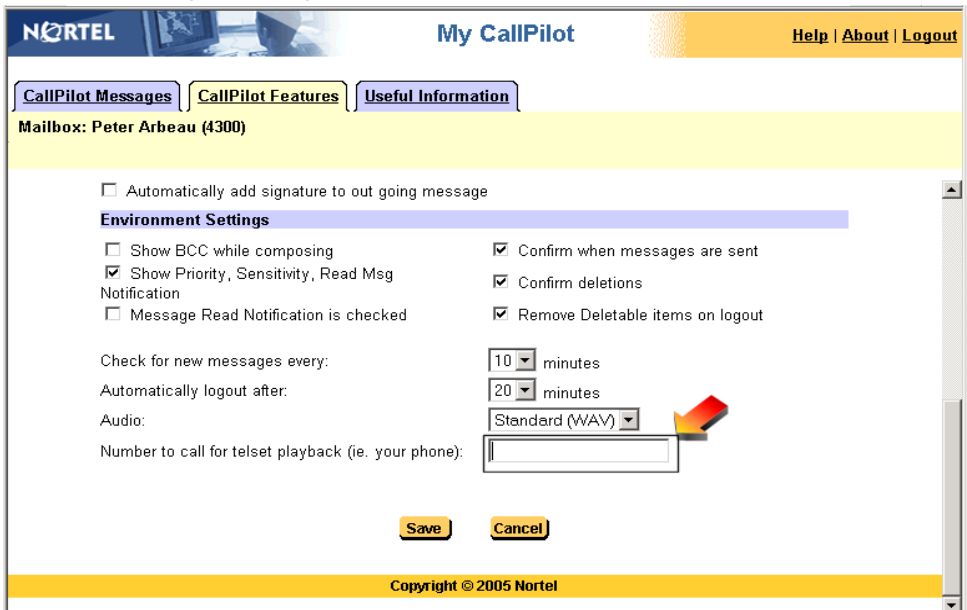 NORTEL
My CallPilot
Help | About | Logout
CallPilot Messages
CallPilot Features
Useful Information
Mailbox: Peter Arbeau (4300)
Automatically add signature to out going message
Environment Settings
Show BCC while composing
Confirm when messages are sent
Show Priority, Sensitivity, Read Msg
Notification
Confirm deletions
Message Read Notification is checked
Remove Deletable items on logout
Check for new messages every: 10 minutes
Automatically logout after: 20 minutes
Audio: Standard (WAV)
Number to call for telset playback (ie. your phone):
Save Cancel
Copyright © 2005 Nortel